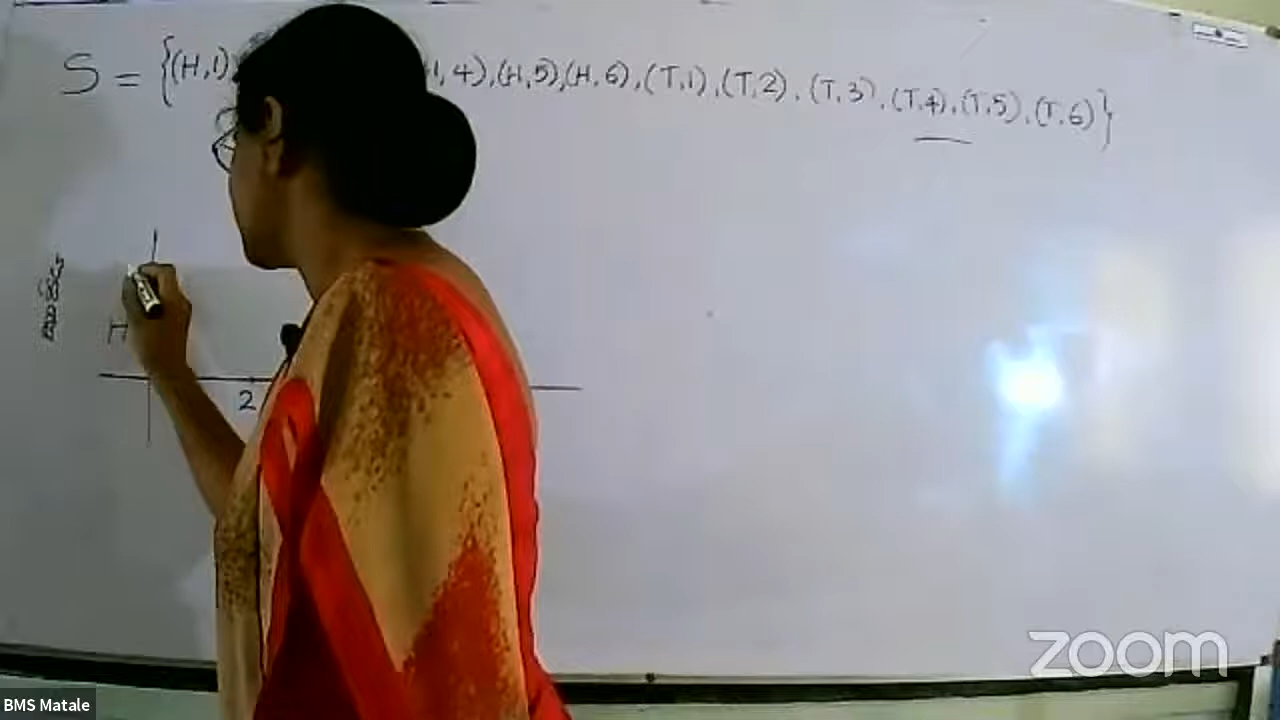 S = {(H,1) ,4),(H,5),(H,6),(T,1),(T,2),(T,3),(T,4),(T,5),(T,6)}
H
2
zoom
BMS Matale